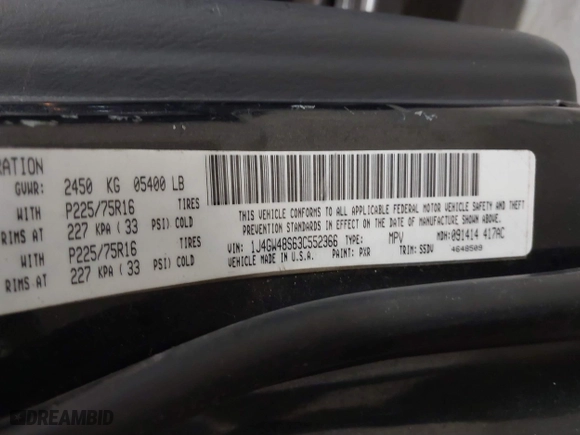 RATION
GVWR: 2450 KG 05400 LB
WITH P225/75R16 TIRES
RIMS AT 227 KPA ( 33 PSI) COLD
WITH P225/75R16 TIRES
RIMS AT 227 KPA ( 33 PSI) COLD
THIS VEHICLE CONFORMS TO ALL APPLICABLE FEDERAL MOTOR VEHICLE SAFETY AND THEFT
PREVENTION STANDARDS IN EFFECT ON THE DATE OF MANUFACTURE SHOWN ABOVE.
VIN: 1J4GW48S63C552366 TYPE: MPV MDH: 091414 417AC
VEHICLE MADE IN U.S.A. PAINT: PXR TRIM: SSDV 4648509
DREAMBID